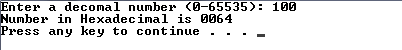 Enter a decomal number (0-65535): 100
Number in Hexadecimal is 0064
Press any key to continue . . .